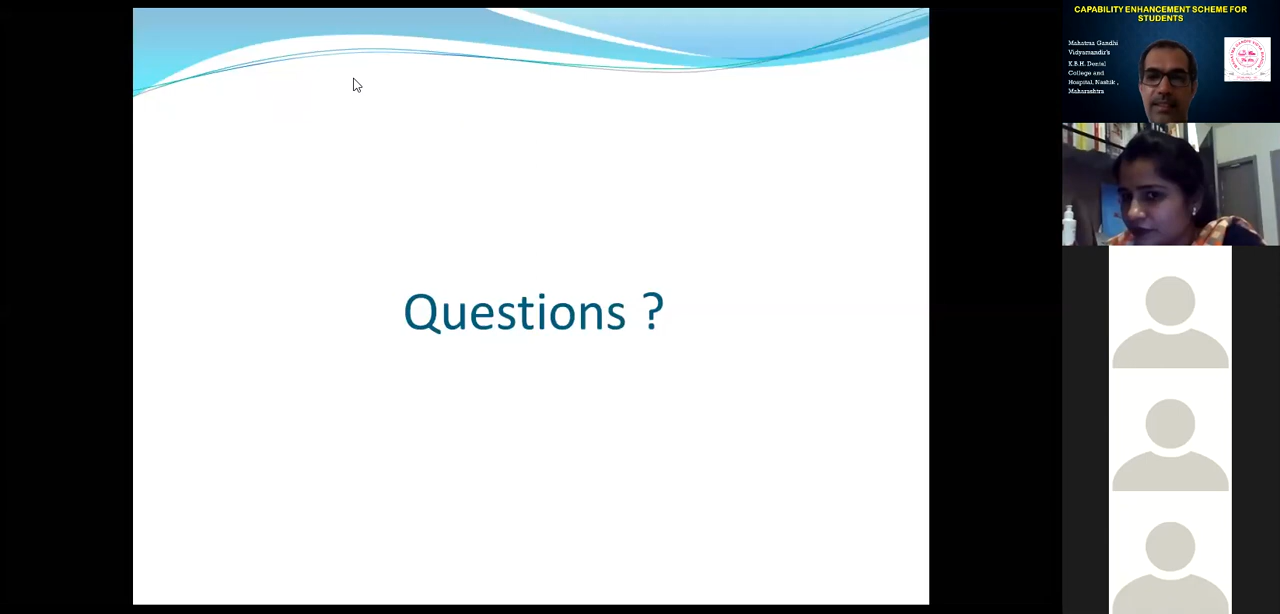 Questions ?
CAPABILITY ENHANCEMENT SCHEME FOR
STUDENTS
Mahatma Gandhi
Vidyamandir's
K.B.H. Dental
College and
Hospital, Nashik ,
Maharashtra